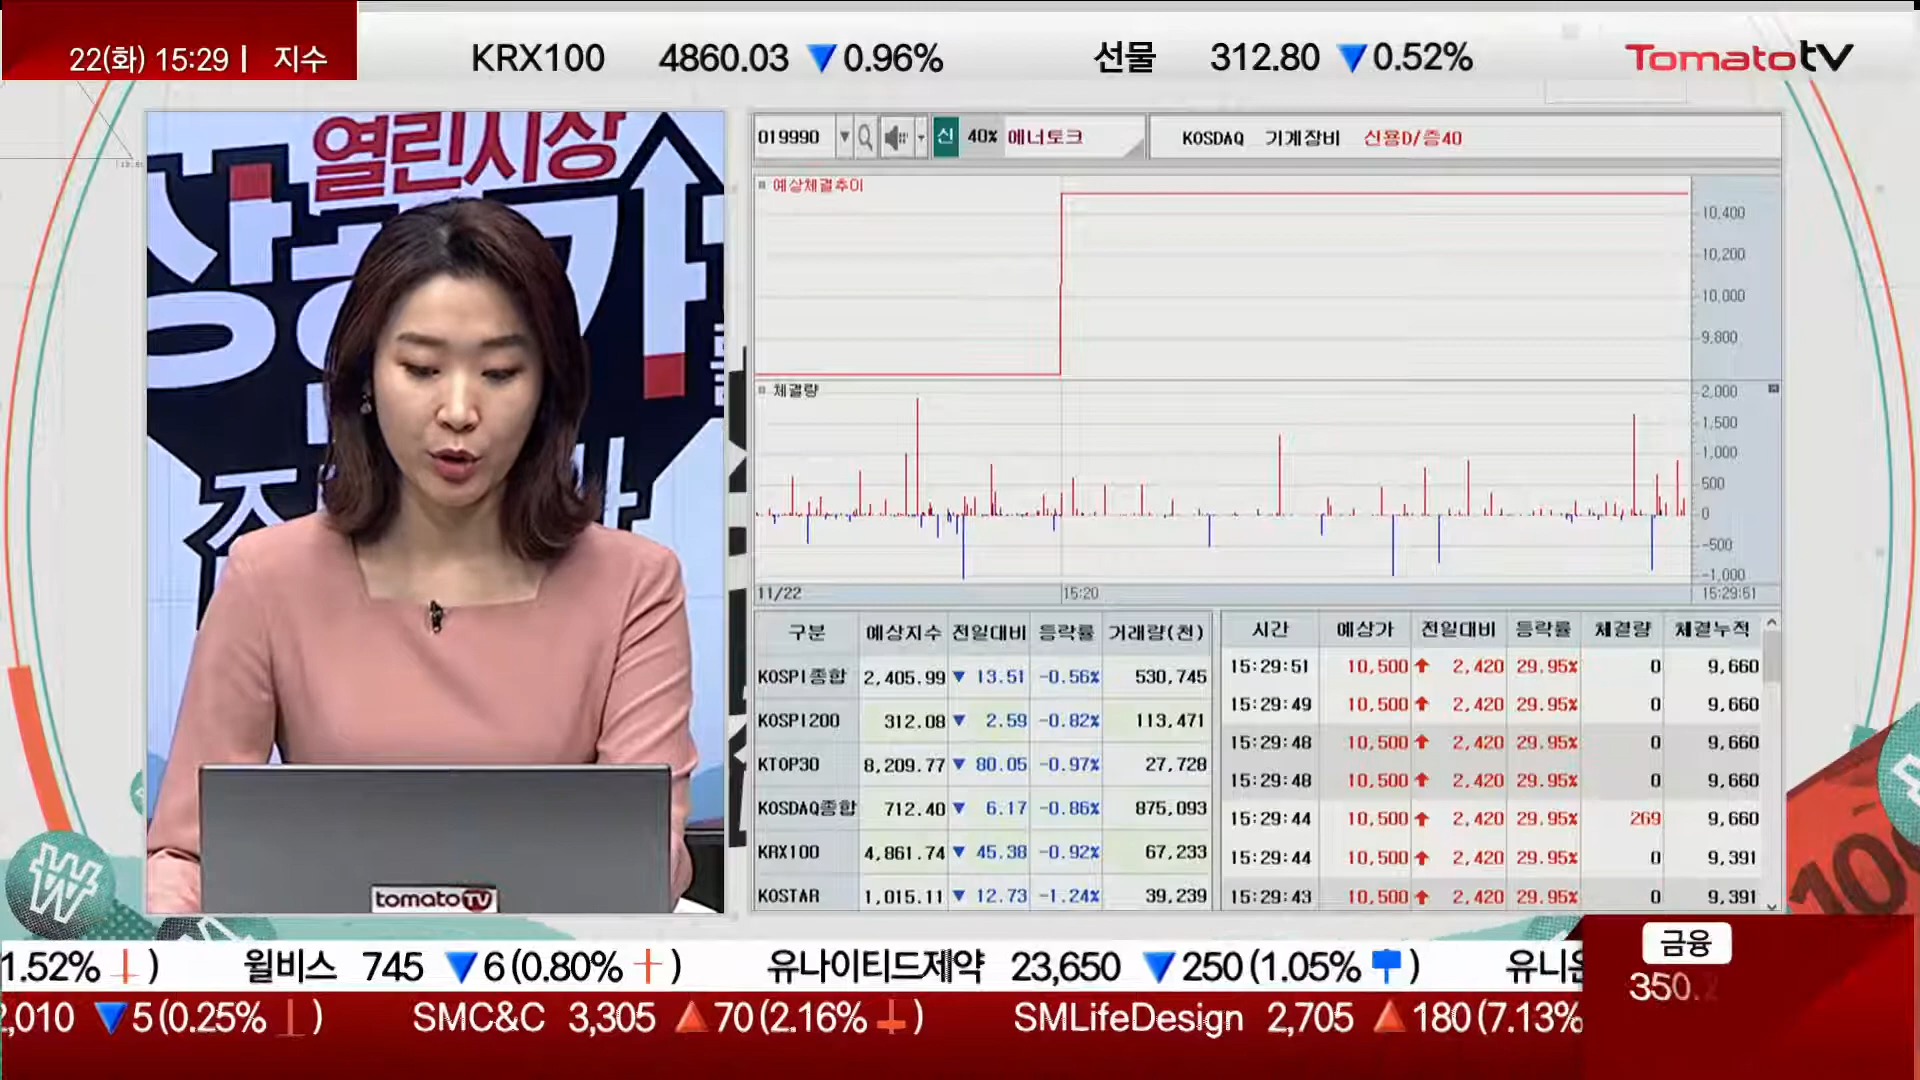 22(화) 15:29 | 지수 KRX100 4860.03 ▼0.96% 선물 312.80 ▼0.52% Tomatotv
열린시장
tomatoTV
019990 신 40% 에너토크 KOSDAQ 기계장비 신용D/증40
예상체결추이
10,400
10,200
10,000
9,800
체결량
2,000
1,500
1,000
500
0
-500
-1,000
11/22 15:20 15:29:51
구분 예상지수 전일대비 등락률 거래량(천)
KOSPI종합 2,405.99 ▼ 13.51 -0.56% 530,745
KOSPI200 312.08 ▼ 2.59 -0.82% 113,471
KTOP30 8,209.77 ▼ 80.05 -0.97% 27,728
KOSDAQ종합 712.40 ▼ 6.17 -0.86% 875,093
KRX100 4,861.74 ▼ 45.38 -0.92% 67,233
KOSTAR 1,015.11 ▼ 12.73 -1.24% 39,239
시간 예상가 전일대비 등락률 체결량 체결누적
15:29:51 10,500 ↑ 2,420 29.95% 0 9,660
15:29:49 10,500 ↑ 2,420 29.95% 0 9,660
15:29:48 10,500 ↑ 2,420 29.95% 0 9,660
15:29:48 10,500 ↑ 2,420 29.95% 0 9,660
15:29:44 10,500 ↑ 2,420 29.95% 269 9,660
15:29:44 10,500 ↑ 2,420 29.95% 0 9,391
15:29:43 10,500 ↑ 2,420 29.95% 0 9,391
1.52% ) 윌비스 745 ▼6(0.80% ) 유나이티드제약 23,650 ▼250(1.05% ) 유니
금융
350.
2,010 ▼5(0.25% ) SMC&C 3,305 ▲70(2.16% ) SMLifeDesign 2,705 ▲180(7.13%
100